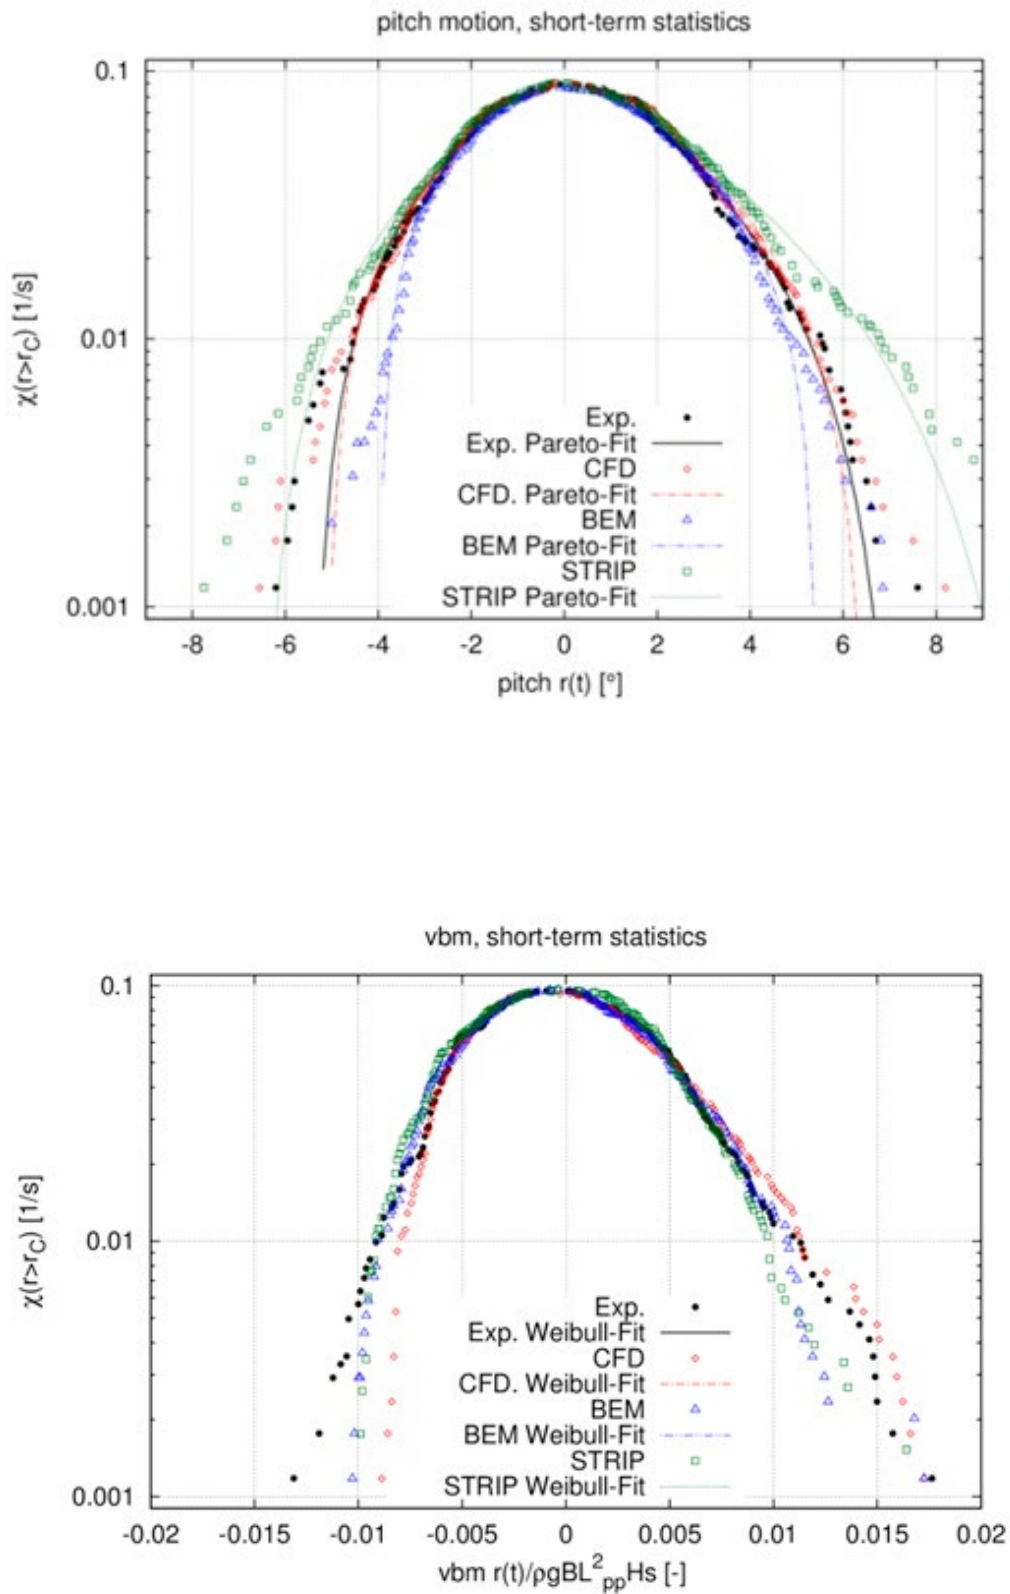 pitch motion, short-term statistics
0.1
0.01
0.001
χ(r>rC) [1/s]
Exp.
Exp. Pareto-Fit
CFD
CFD. Pareto-Fit
BEM
BEM Pareto-Fit
STRIP
STRIP Pareto-Fit
-8 -6 -4 -2 0 2 4 6 8
pitch r(t) [°]
vbm, short-term statistics
0.1
0.01
0.001
χ(r>rC) [1/s]
Exp.
Exp. Weibull-Fit
CFD
CFD. Weibull-Fit
BEM
BEM Weibull-Fit
STRIP
STRIP Weibull-Fit
-0.02 -0.015 -0.01 -0.005 0 0.005 0.01 0.015 0.02
vbm r(t)/ρgBL²ppHs [-]